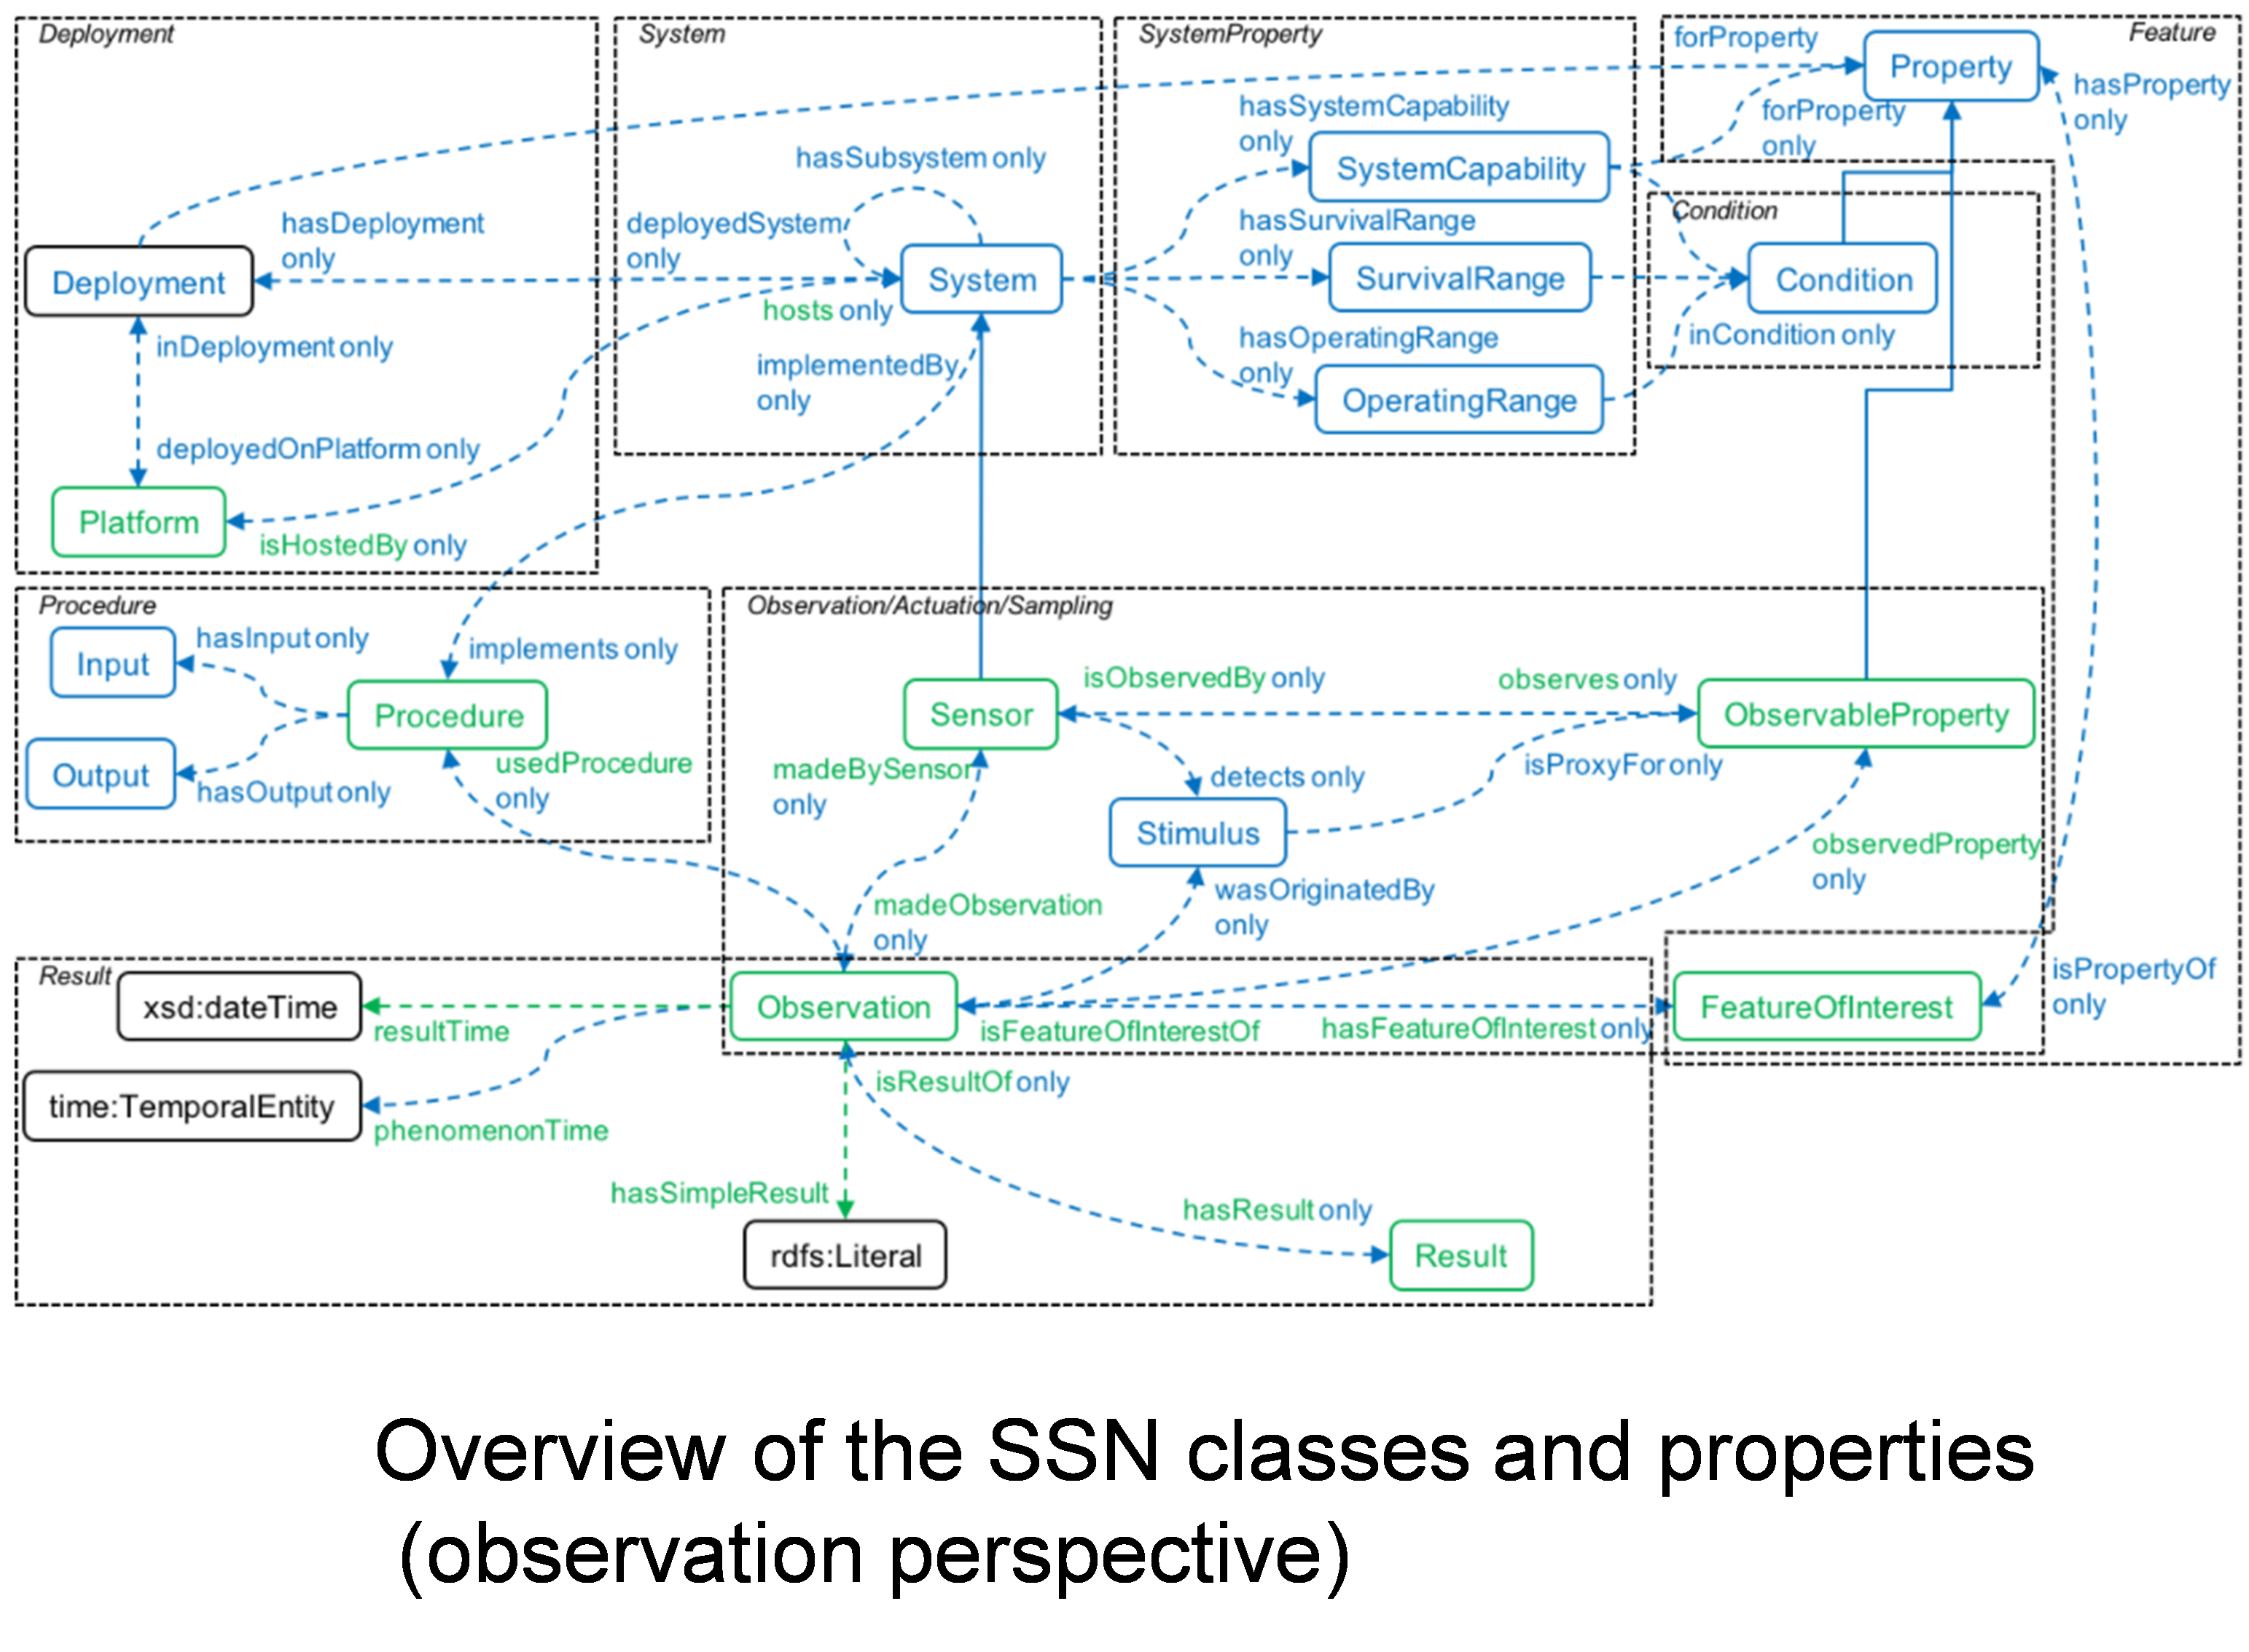 Deployment
System
SystemProperty
Feature
forProperty
Property
hasProperty
only
hasSystemCapability
only
forProperty
only
SystemCapability
hasSubsystem only
hasDeployment
only
deployedSystem
only
hasSurvivalRange
only
Condition
Deployment
System
SurvivalRange
Condition
hosts only
inDeployment only
implementedBy
only
hasOperatingRange
only
inCondition only
OperatingRange
deployedOnPlatform only
Platform
isHostedBy only
Procedure
Observation/Actuation/Sampling
Input
hasInput only
implements only
Procedure
Output
hasOutput only
usedProcedure
only
isObservedBy only
observes only
Sensor
ObservableProperty
madeBySensor
only
detects only
isProxyFor only
Stimulus
observedProperty
only
madeObservation
only
wasOriginatedBy
only
Result
xsd:dateTime
resultTime
Observation
isFeatureOfInterestOf
hasFeatureOfInterest only
FeatureOfInterest
isPropertyOf
only
time:TemporalEntity
phenomenonTime
isResultOf only
hasSimpleResult
hasResult only
rdfs:Literal
Result
Overview of the SSN classes and properties
(observation perspective)